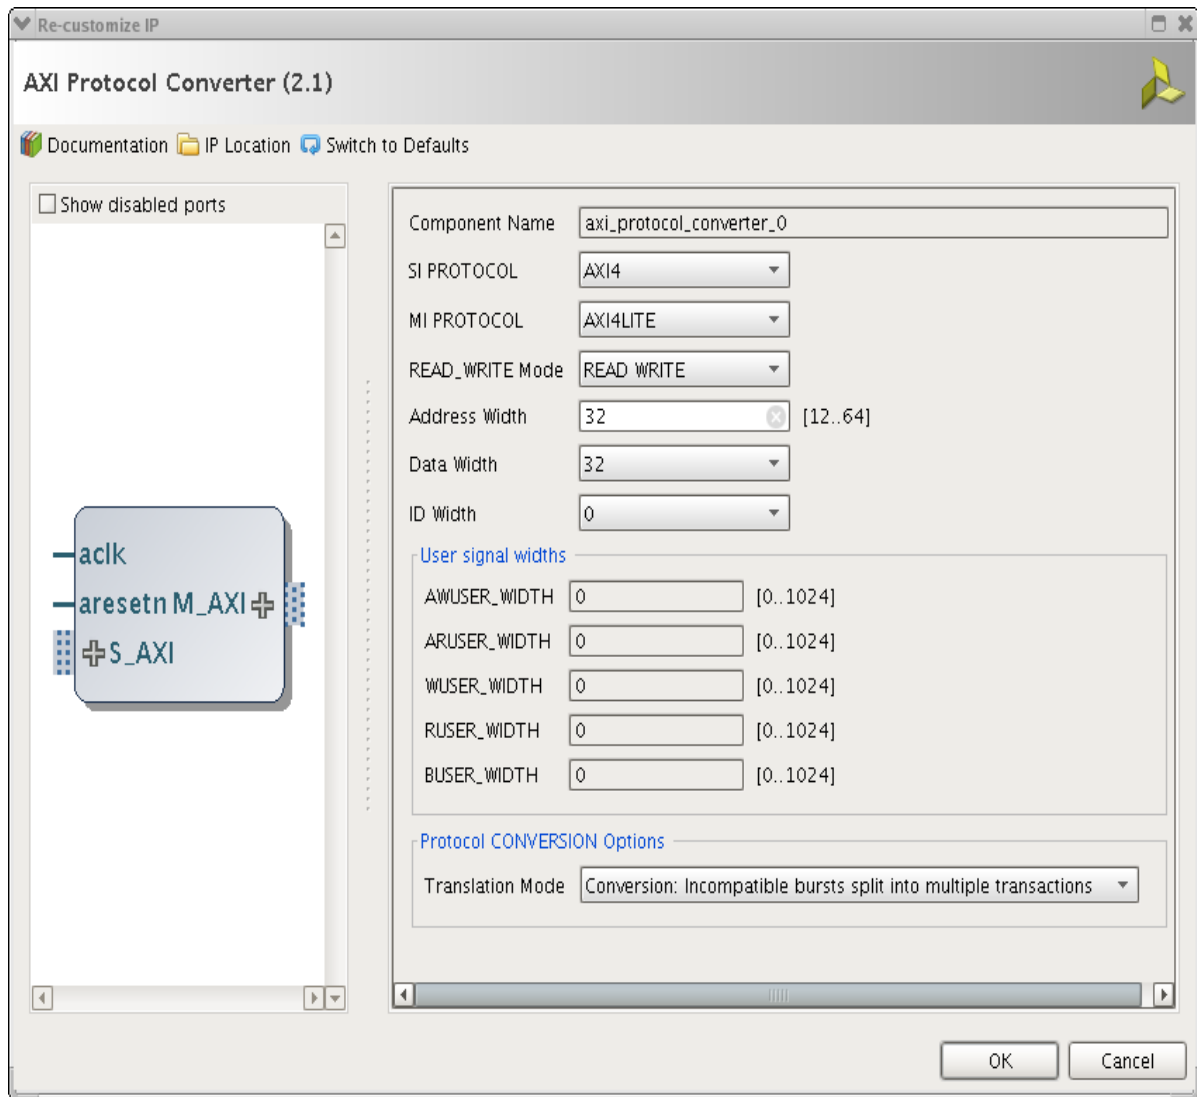 Re-customize IP
AXI Protocol Converter (2.1)
Documentation IP Location Switch to Defaults
Show disabled ports
aclk
aresetn M_AXI
S_AXI
Component Name axi_protocol_converter_0
SI PROTOCOL AXI4
MI PROTOCOL AXI4LITE
READ_WRITE Mode READ WRITE
Address Width 32 [12..64]
Data Width 32
ID Width 0
User signal widths
AWUSER_WIDTH 0 [0..1024]
ARUSER_WIDTH 0 [0..1024]
WUSER_WIDTH 0 [0..1024]
RUSER_WIDTH 0 [0..1024]
BUSER_WIDTH 0 [0..1024]
Protocol CONVERSION Options
Translation Mode Conversion: Incompatible bursts split into multiple transactions
OK Cancel